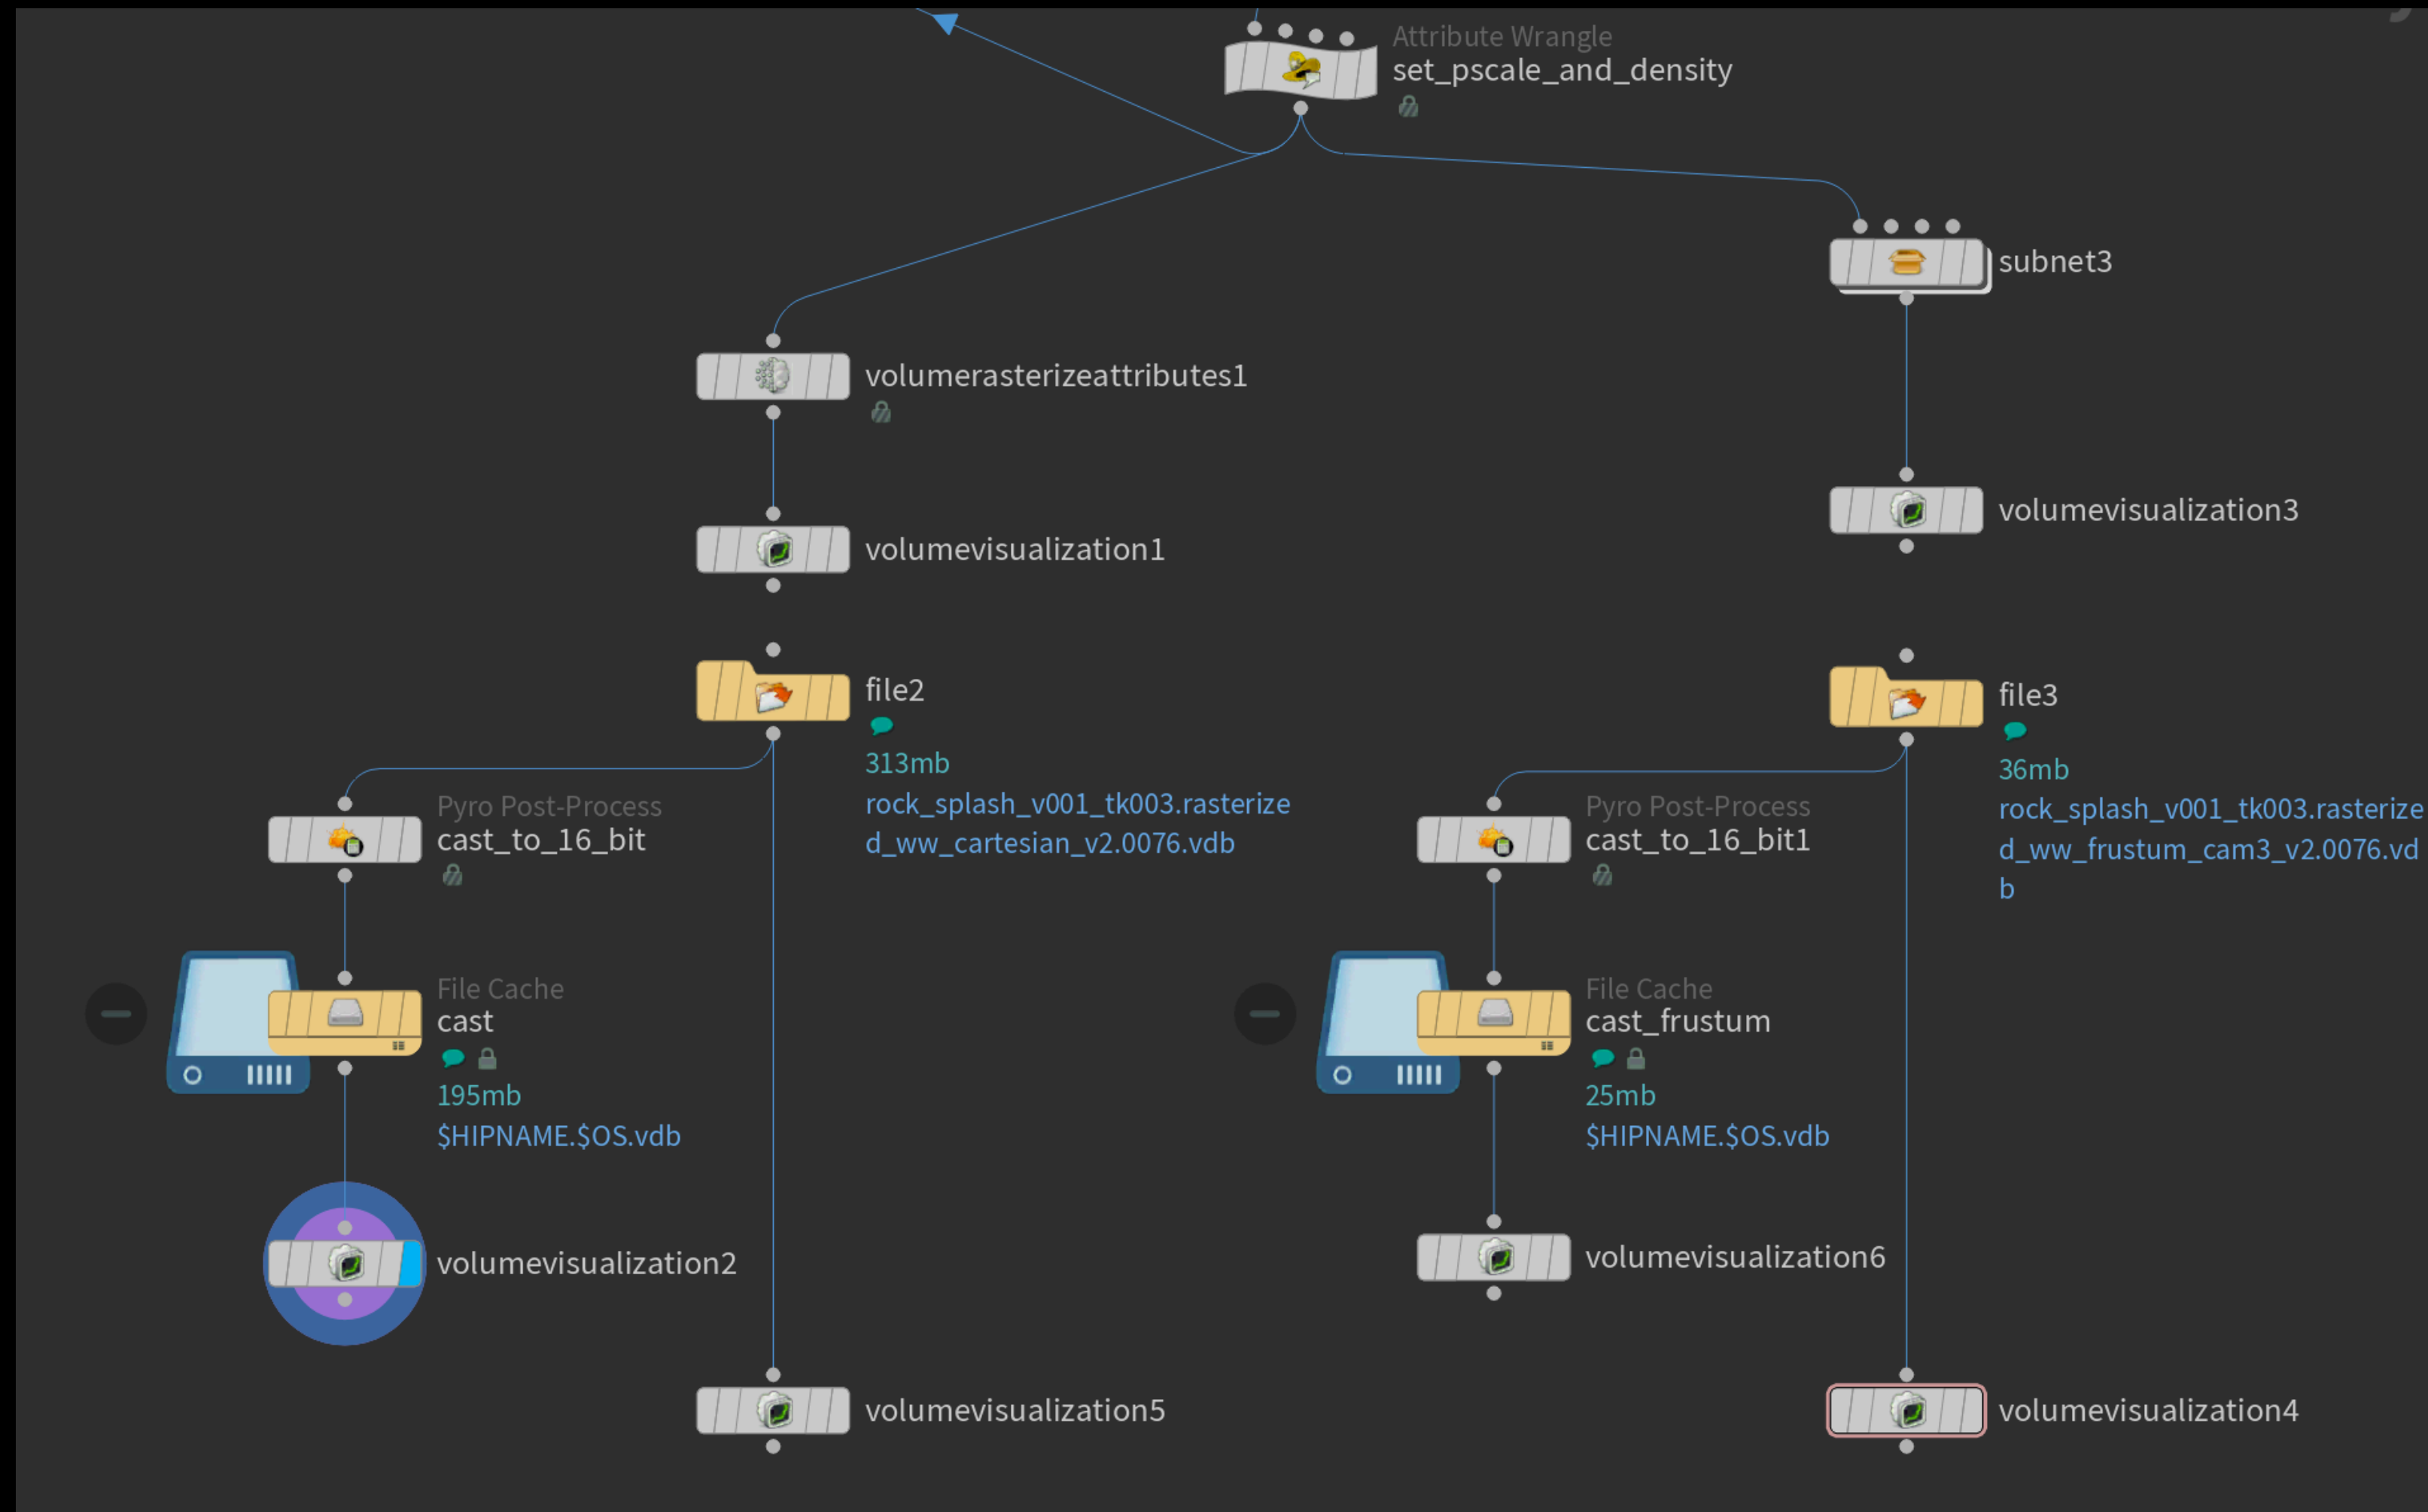 Attribute Wrangle
set_pscale_and_density
subnet3
volumerasterizeattributes1
volumevisualization3
volumevisualization1
file2
313mb
rock_splash_v001_tk003.rasterize
d_ww_cartesian_v2.0076.vdb
file3
36mb
rock_splash_v001_tk003.rasterize
d_ww_frustum_cam3_v2.0076.vd
b
Pyro Post-Process
cast_to_16_bit
Pyro Post-Process
cast_to_16_bit1
File Cache
cast
195mb
$HIPNAME.$OS.vdb
File Cache
cast_frustum
25mb
$HIPNAME.$OS.vdb
volumevisualization2
volumevisualization6
volumevisualization5
volumevisualization4